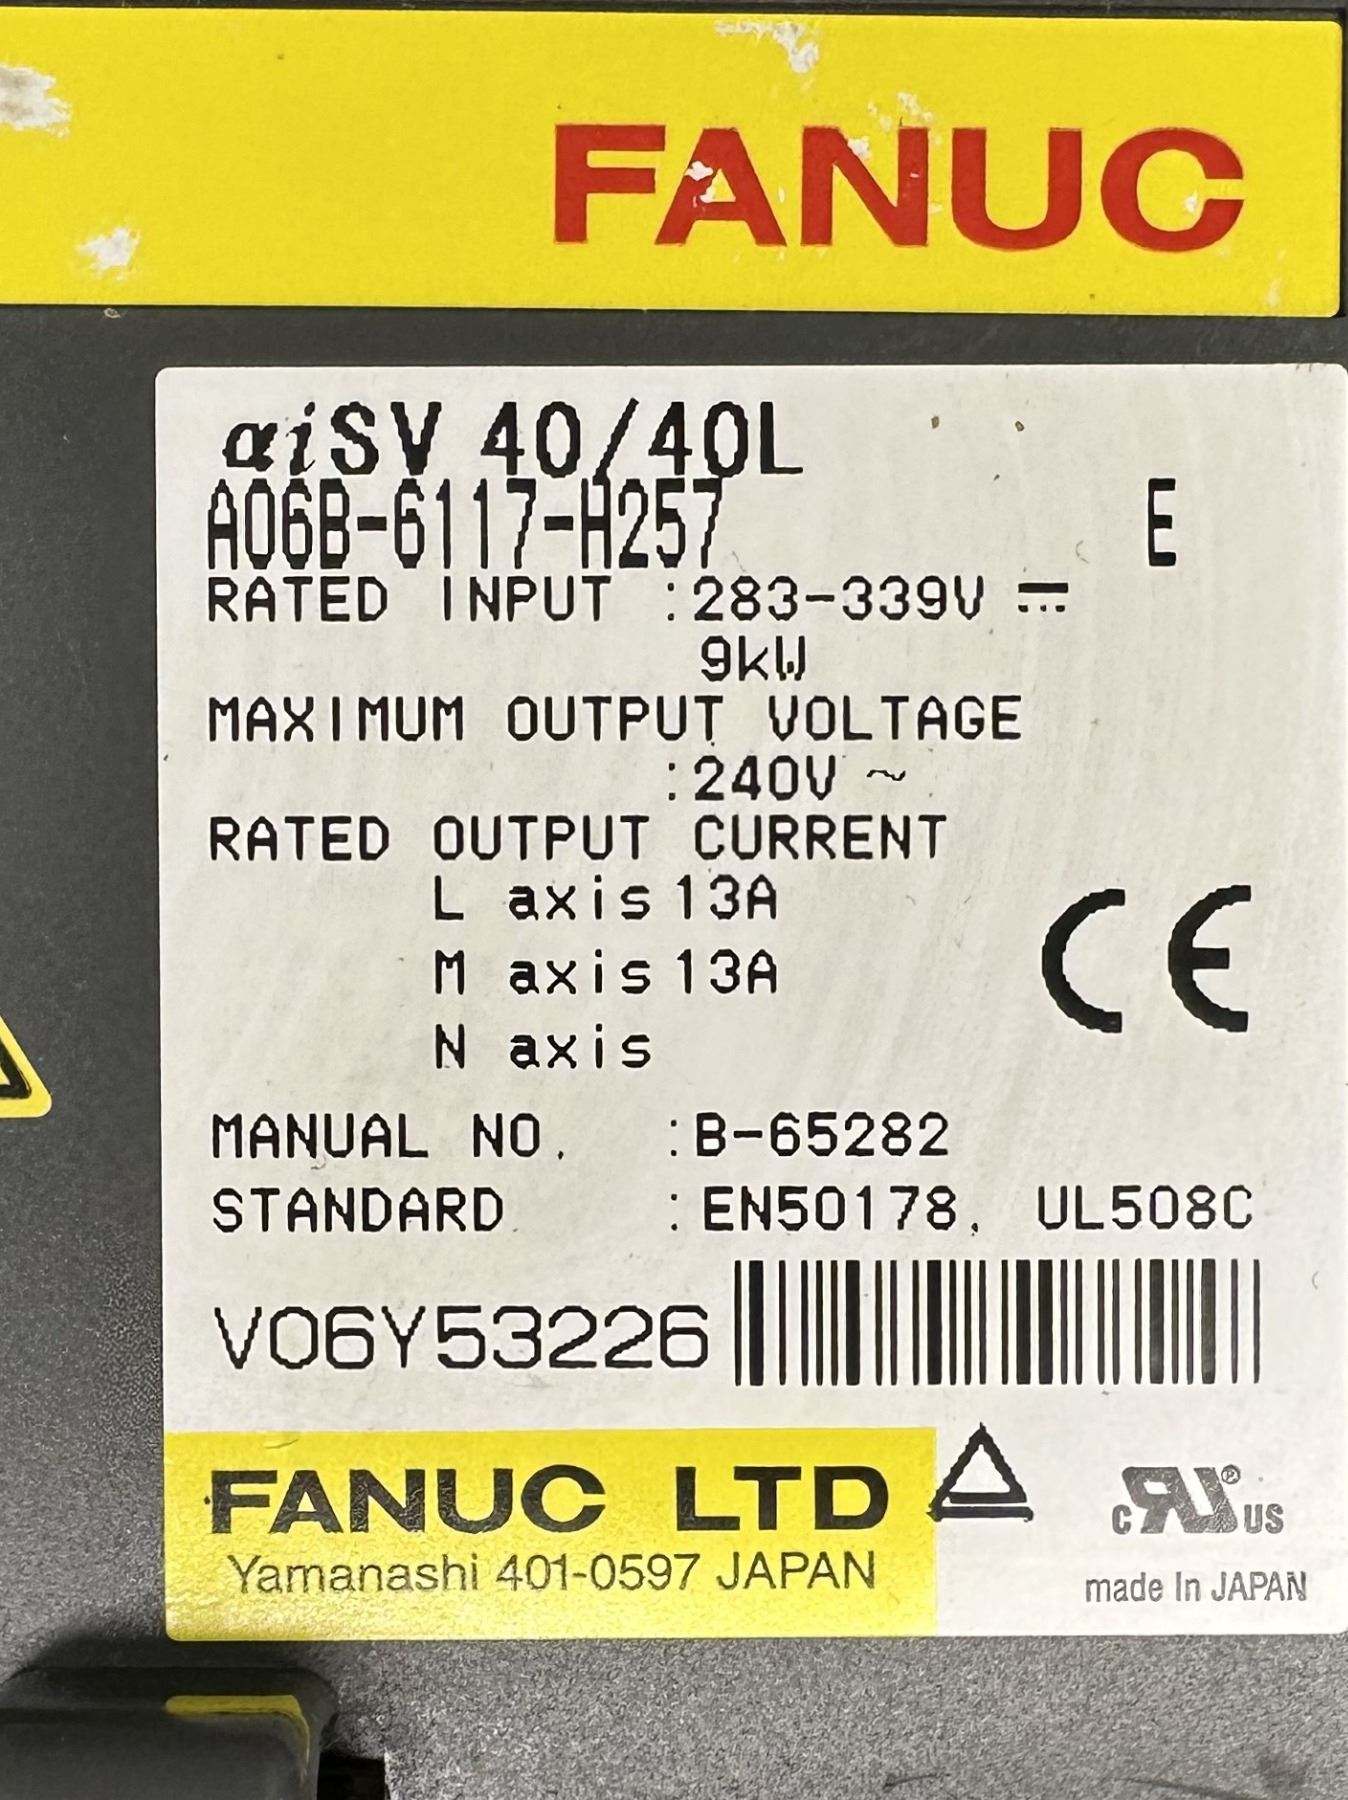 FANUC
αiSV 40/40L
A06B-6117-H257 E
RATED INPUT :283-339V ⎓
9kW
MAXIMUM OUTPUT VOLTAGE
:240V ~
RATED OUTPUT CURRENT
L axis 13A
M axis 13A
N axis
CE
MANUAL NO. :B-65282
STANDARD :EN50178, UL508C
V06Y53226
FANUC LTD
Yamanashi 401-0597 JAPAN
c RU ® US
made In JAPAN